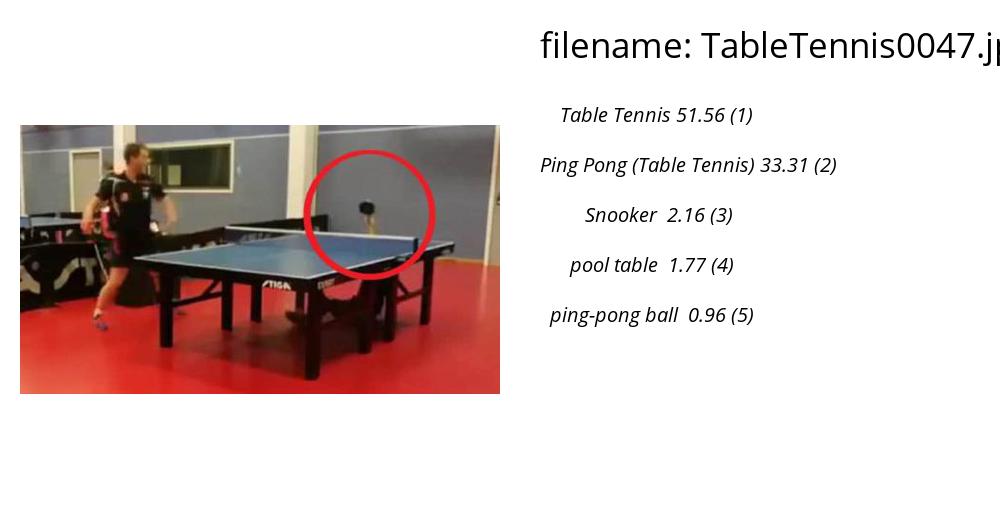 filename: TableTennis0047.jp
Table Tennis 51.56 (1)
Ping Pong (Table Tennis) 33.31 (2)
Snooker 2.16 (3)
pool table 1.77 (4)
ping-pong ball 0.96 (5)
STIGA